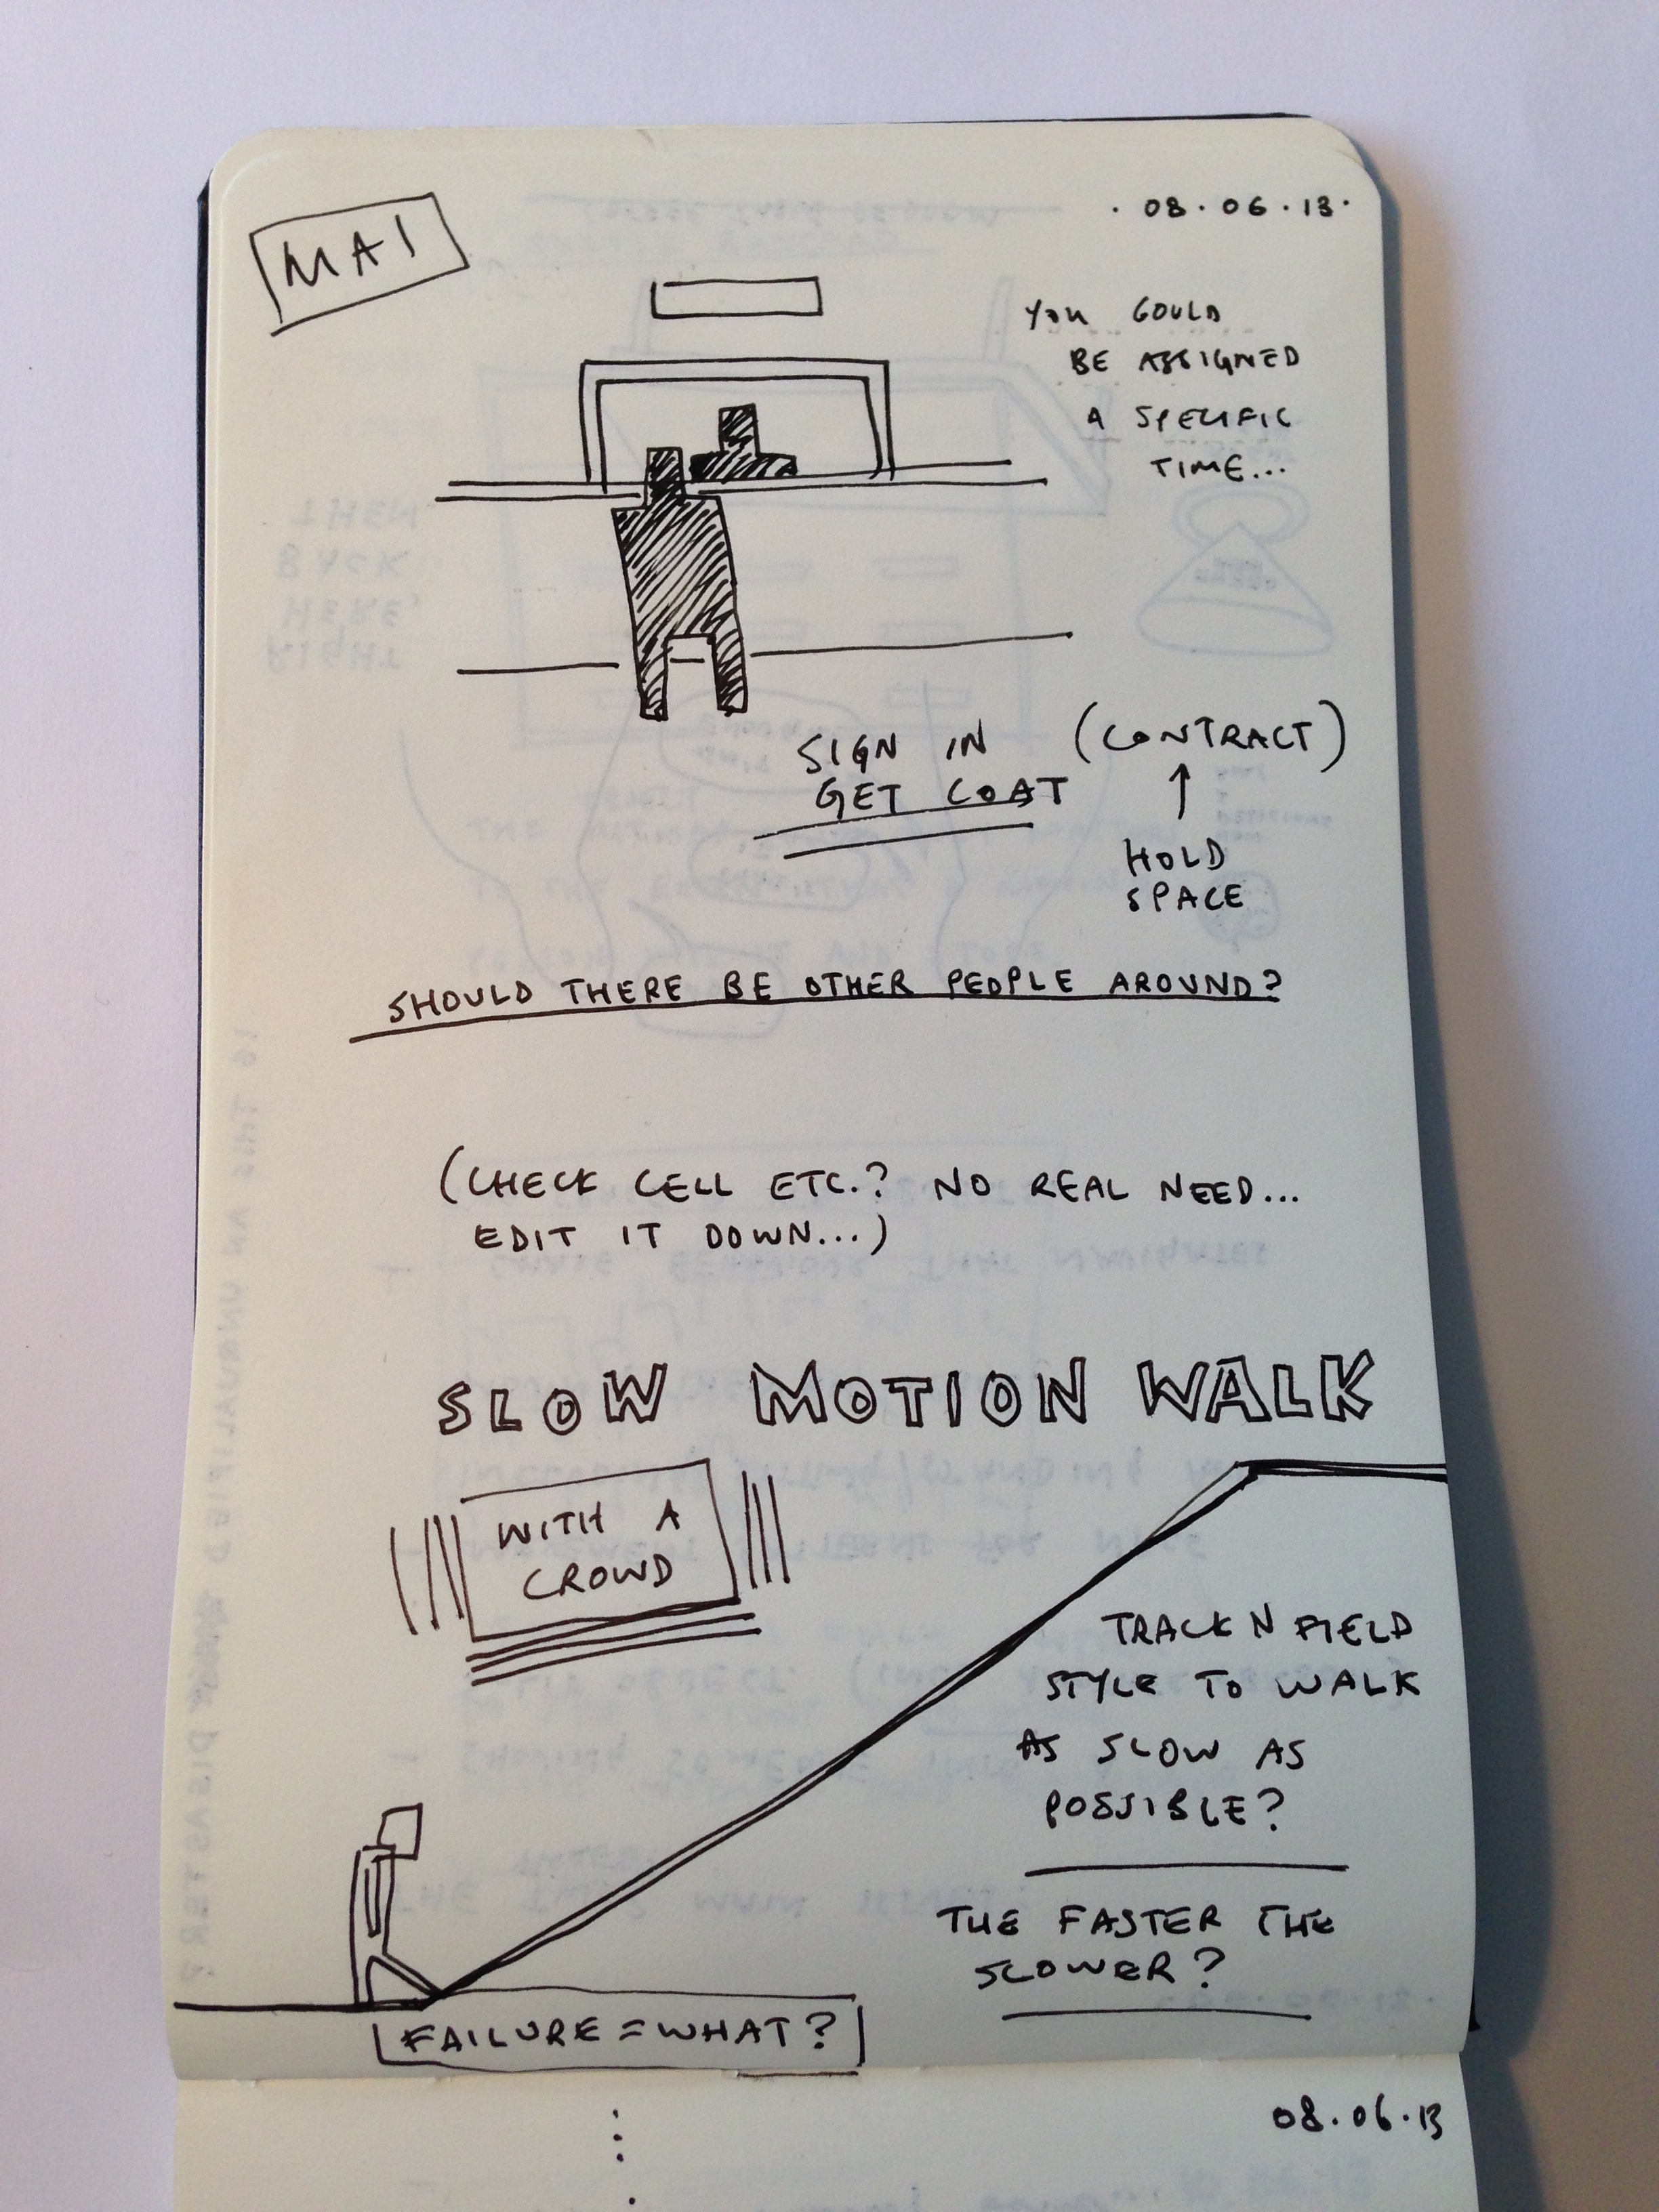 MAI
· 08.06.13·
YOU COULD
BE ASSIGNED
A SPECIFIC
TIME...
SIGN IN (CONTRACT)
GET COAT
↑
HOLD
SPACE
SHOULD THERE BE OTHER PEOPLE AROUND?
(CHECK CELL ETC.? NO REAL NEED...
EDIT IT DOWN...)
SLOW MOTION WALK
WITH A
CROWD
TRACK N FIELD
STYLE TO WALK
AS SLOW AS
POSSIBLE?
THE FASTER THE
SLOWER?
FAILURE = WHAT?
08.06.13